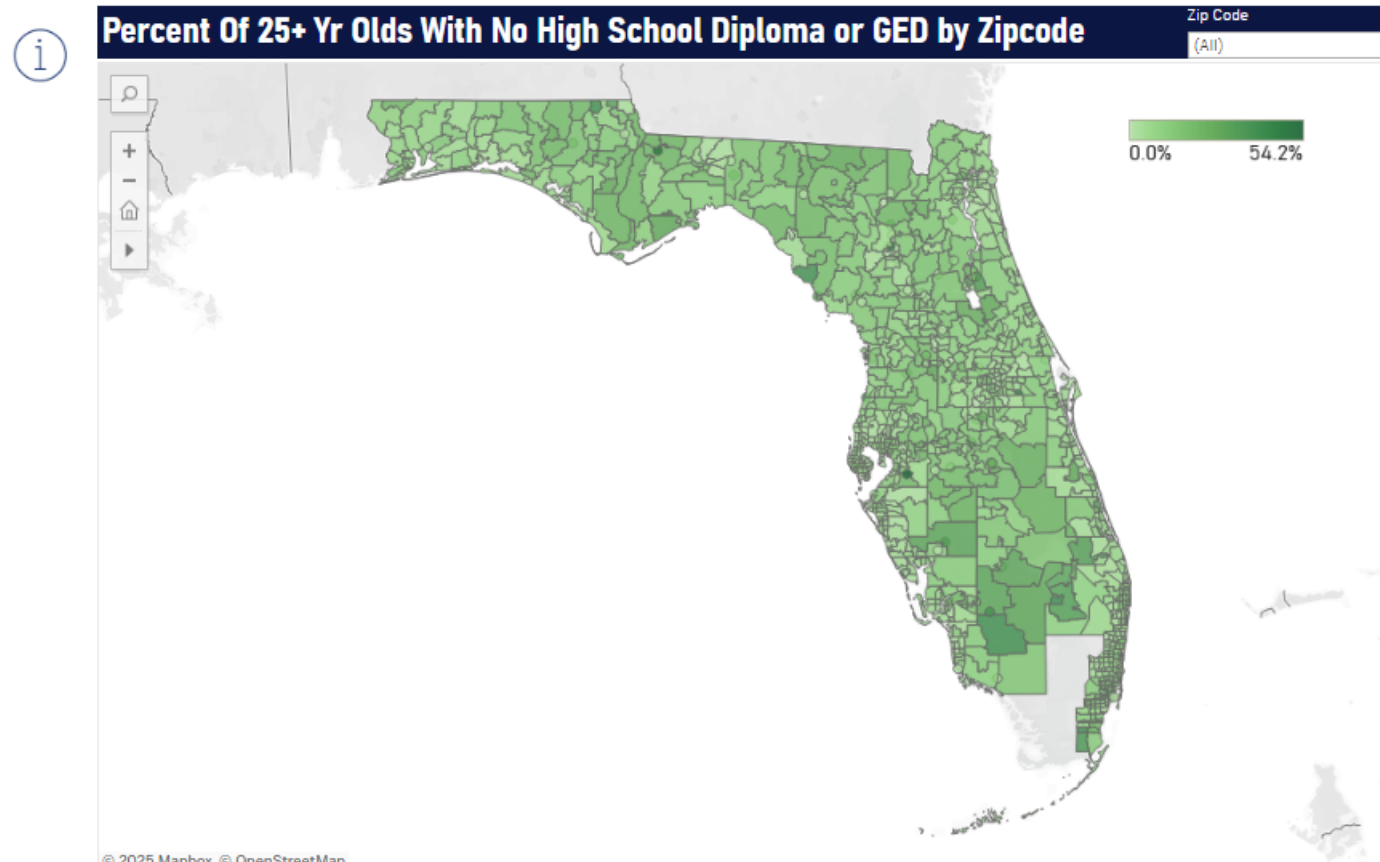 i
Percent Of 25+ Yr Olds With No High School Diploma or GED by Zipcode
Zip Code
(All)
0.0% 54.2%
© 2025 Mapbox © OpenStreetMap